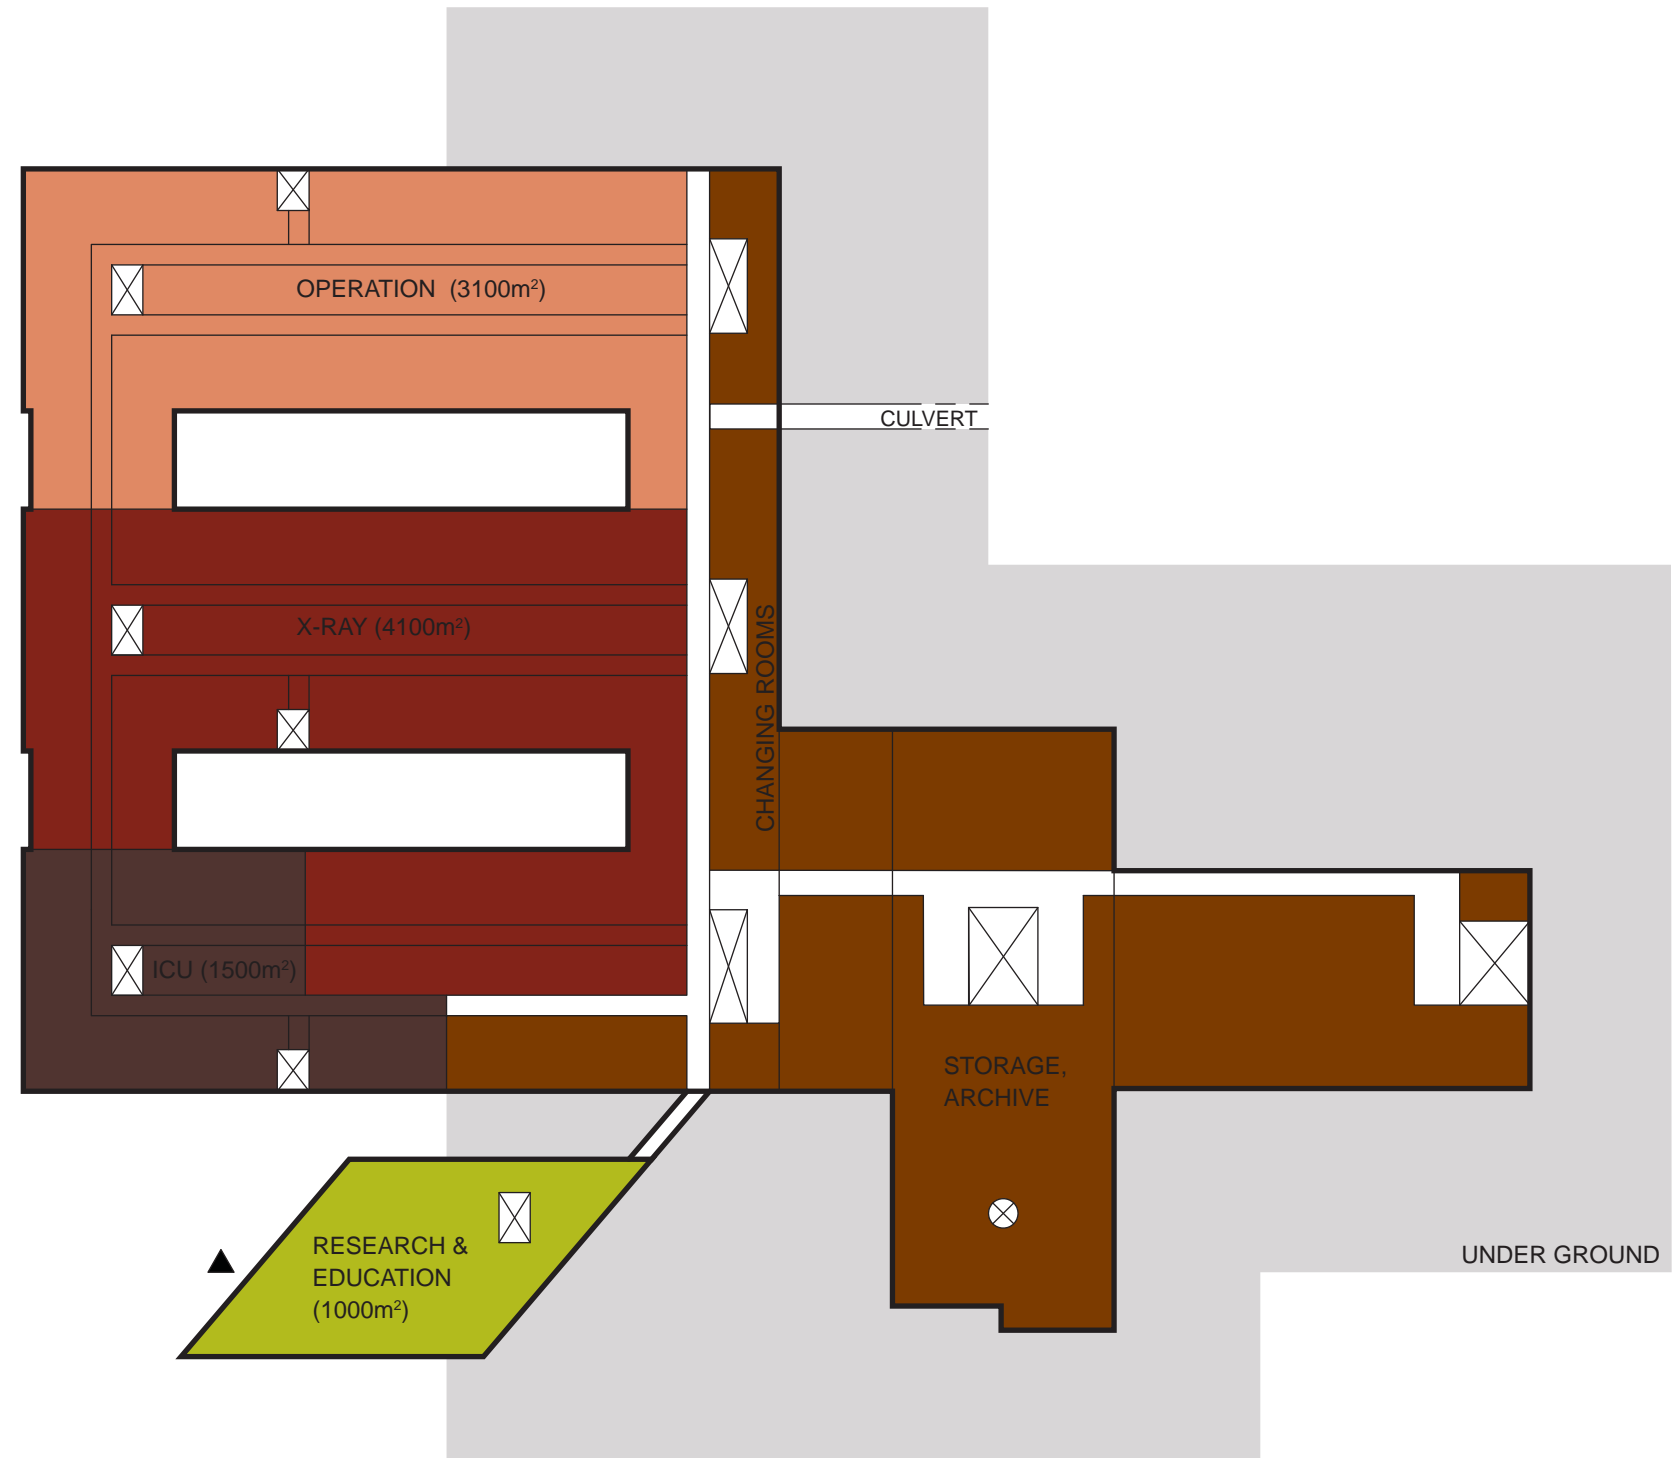 OPERATION (3100m²)
CULVERT
X-RAY (4100m²)
CHANGING ROOMS
ICU (1500m²)
STORAGE,
ARCHIVE
RESEARCH &
EDUCATION
(1000m²)
UNDER GROUND